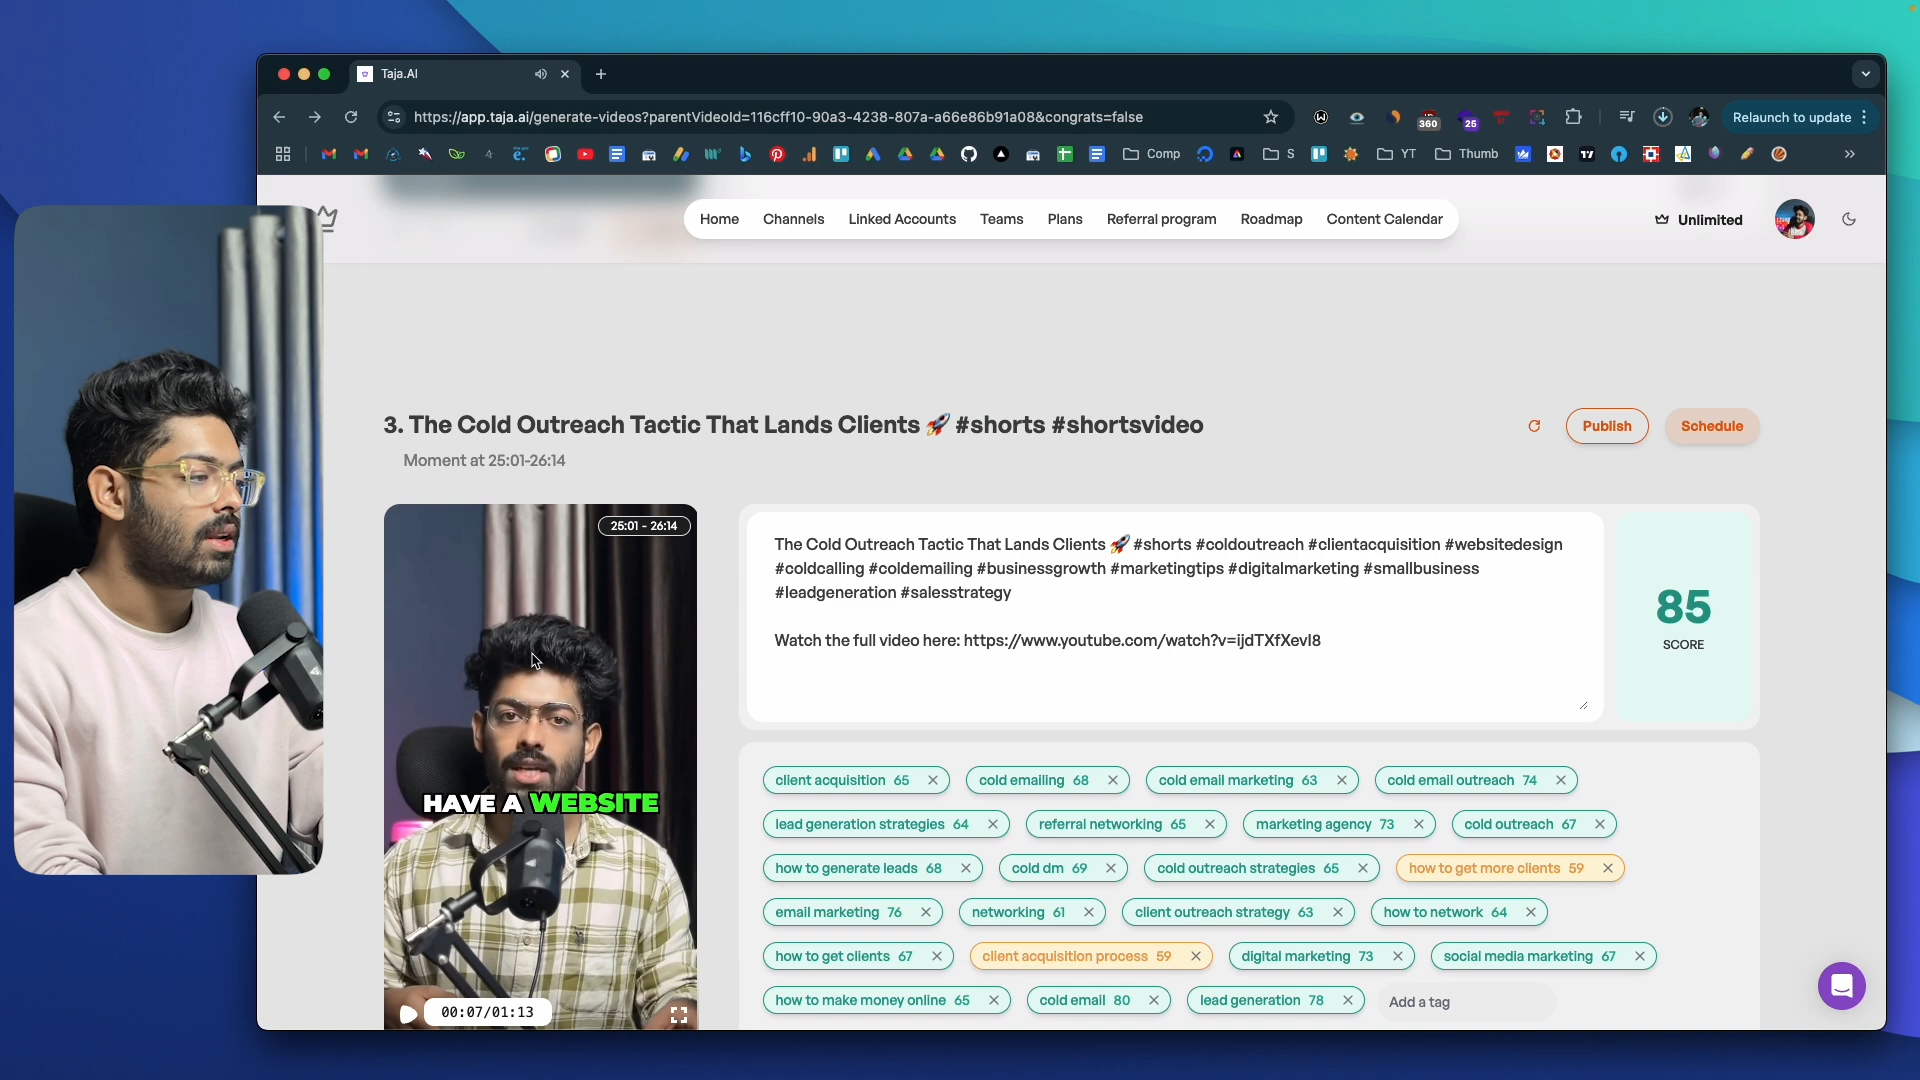 Taja.AI
https://app.taja.ai/generate-videos?parentVideoId=116cff10-90a3-4238-807a-a66e86b91a08&congrats=false
360
25
Relaunch to update
Comp
S
YT
Thumb
Home
Channels
Linked Accounts
Teams
Plans
Referral program
Roadmap
Content Calendar
Unlimited
3. The Cold Outreach Tactic That Lands Clients 🚀 #shorts #shortsvideo
Publish
Schedule
Moment at 25:01-26:14
25:01 - 26:14
HAVE A WEBSITE
00:07/01:13
The Cold Outreach Tactic That Lands Clients 🚀 #shorts #coldoutreach #clientacquisition #websitedesign
#coldcalling #coldemailing #businessgrowth #marketingtips #digitalmarketing #smallbusiness
#leadgeneration #salesstrategy
Watch the full video here: https://www.youtube.com/watch?v=ijdTXfXevI8
85
SCORE
client acquisition 65
cold emailing 68
cold email marketing 63
cold email outreach 74
lead generation strategies 64
referral networking 65
marketing agency 73
cold outreach 67
how to generate leads 68
cold dm 69
cold outreach strategies 65
how to get more clients 59
email marketing 76
networking 61
client outreach strategy 63
how to network 64
how to get clients 67
client acquisition process 59
digital marketing 73
social media marketing 67
how to make money online 65
cold email 80
lead generation 78
Add a tag